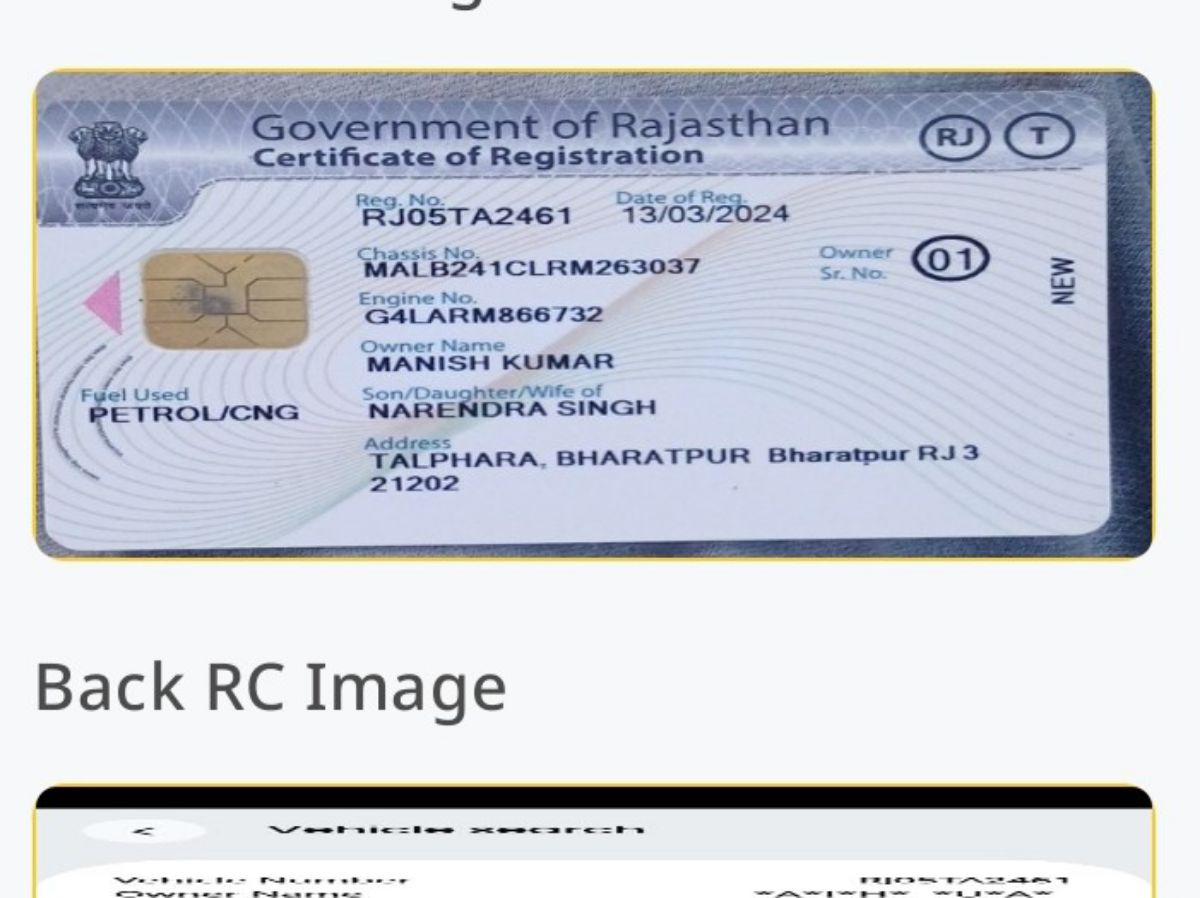 Government of Rajasthan
Certificate of Registration
RJ T
सत्यमेव जयते
Reg. No. Date of Reg.
RJ05TA2461 13/03/2024
Chassis No.
MALB241CLRM263037
Owner
Sr. No. 01
NEW
Engine No.
G4LARM866732
Owner Name
MANISH KUMAR
Fuel Used
PETROL/CNG
Son/Daughter/Wife of
NARENDRA SINGH
Address
TALPHARA, BHARATPUR Bharatpur RJ 3
21202
Back RC Image
< Vehicle search
Vehicle Number RJ05TA2461
Owner Name *A*I*H* *U*A*